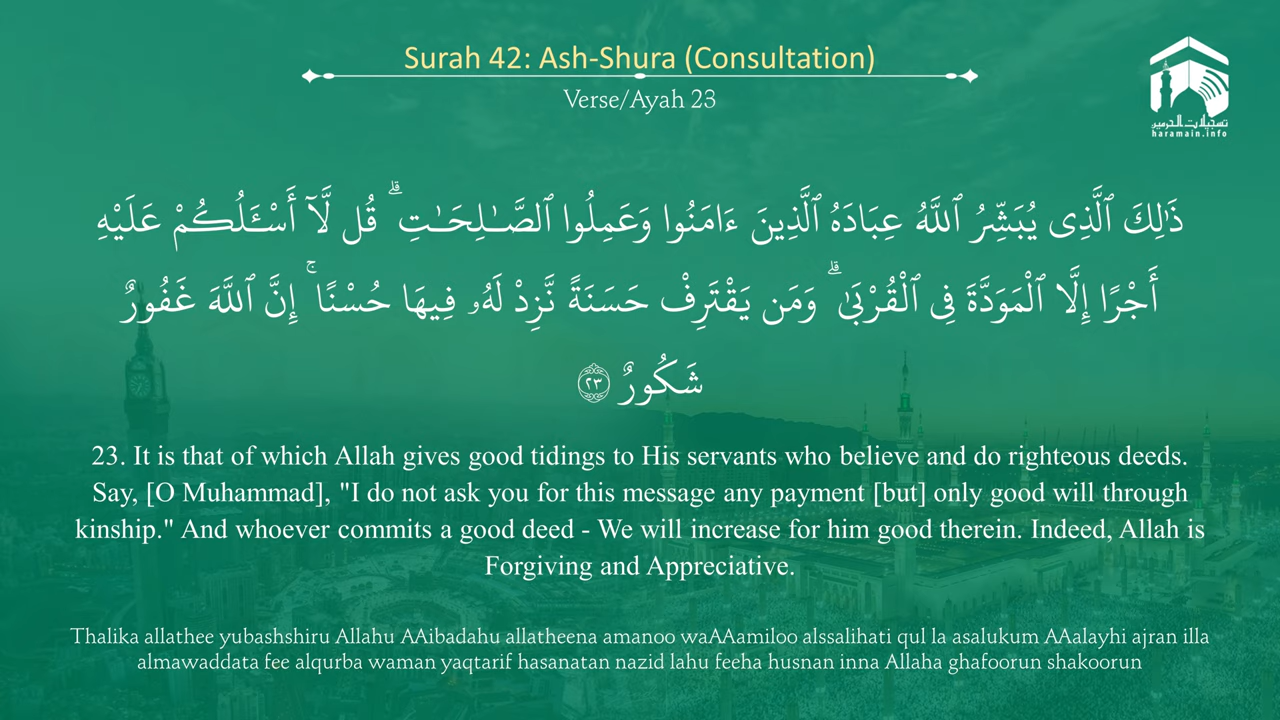 Surah 42: Ash-Shura (Consultation)
Verse/Ayah 23
تسجيلات الحرمين
haramain.info
ذَٰلِكَ ٱلَّذِى يُبَشِّرُ ٱللَّهُ عِبَادَهُ ٱلَّذِينَ ءَامَنُوا وَعَمِلُوا ٱلصَّـٰلِحَـٰتِ ۗ قُل لَّآ أَسْـَٔلُكُمْ عَلَيْهِ
أَجْرًا إِلَّا ٱلْمَوَدَّةَ فِى ٱلْقُرْبَىٰ ۗ وَمَن يَقْتَرِفْ حَسَنَةً نَّزِدْ لَهُۥ فِيهَا حُسْنًا ۚ إِنَّ ٱللَّهَ غَفُورٌ
شَكُورٌ ٢٣
23. It is that of which Allah gives good tidings to His servants who believe and do righteous deeds.
Say, [O Muhammad], "I do not ask you for this message any payment [but] only good will through
kinship." And whoever commits a good deed - We will increase for him good therein. Indeed, Allah is
Forgiving and Appreciative.
Thalika allathee yubashshiru Allahu AAibadahu allatheena amanoo waAAamiloo alssalihati qul la asalukum AAalayhi ajran illa
almawaddata fee alqurba waman yaqtarif hasanatan nazid lahu feeha husnan inna Allaha ghafoorun shakoorun